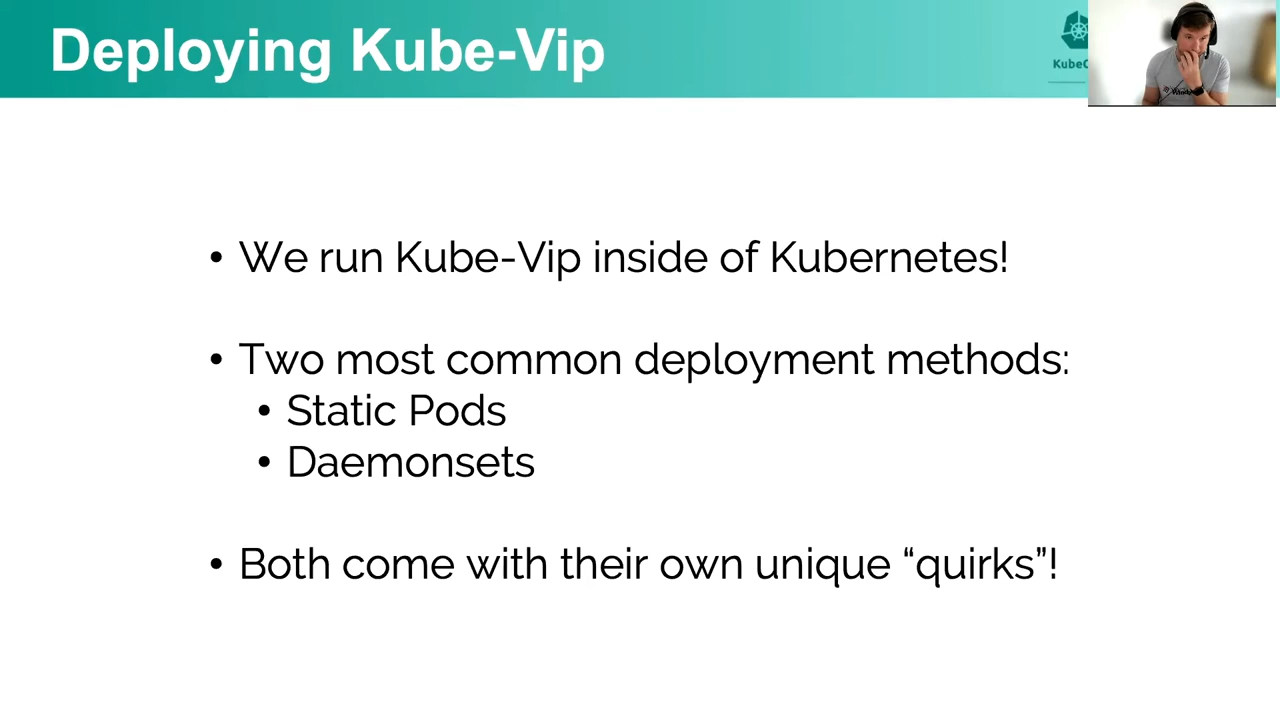 Deploying Kube-Vip
• We run Kube-Vip inside of Kubernetes!
• Two most common deployment methods:
• Static Pods
• Daemonsets
• Both come with their own unique “quirks”!